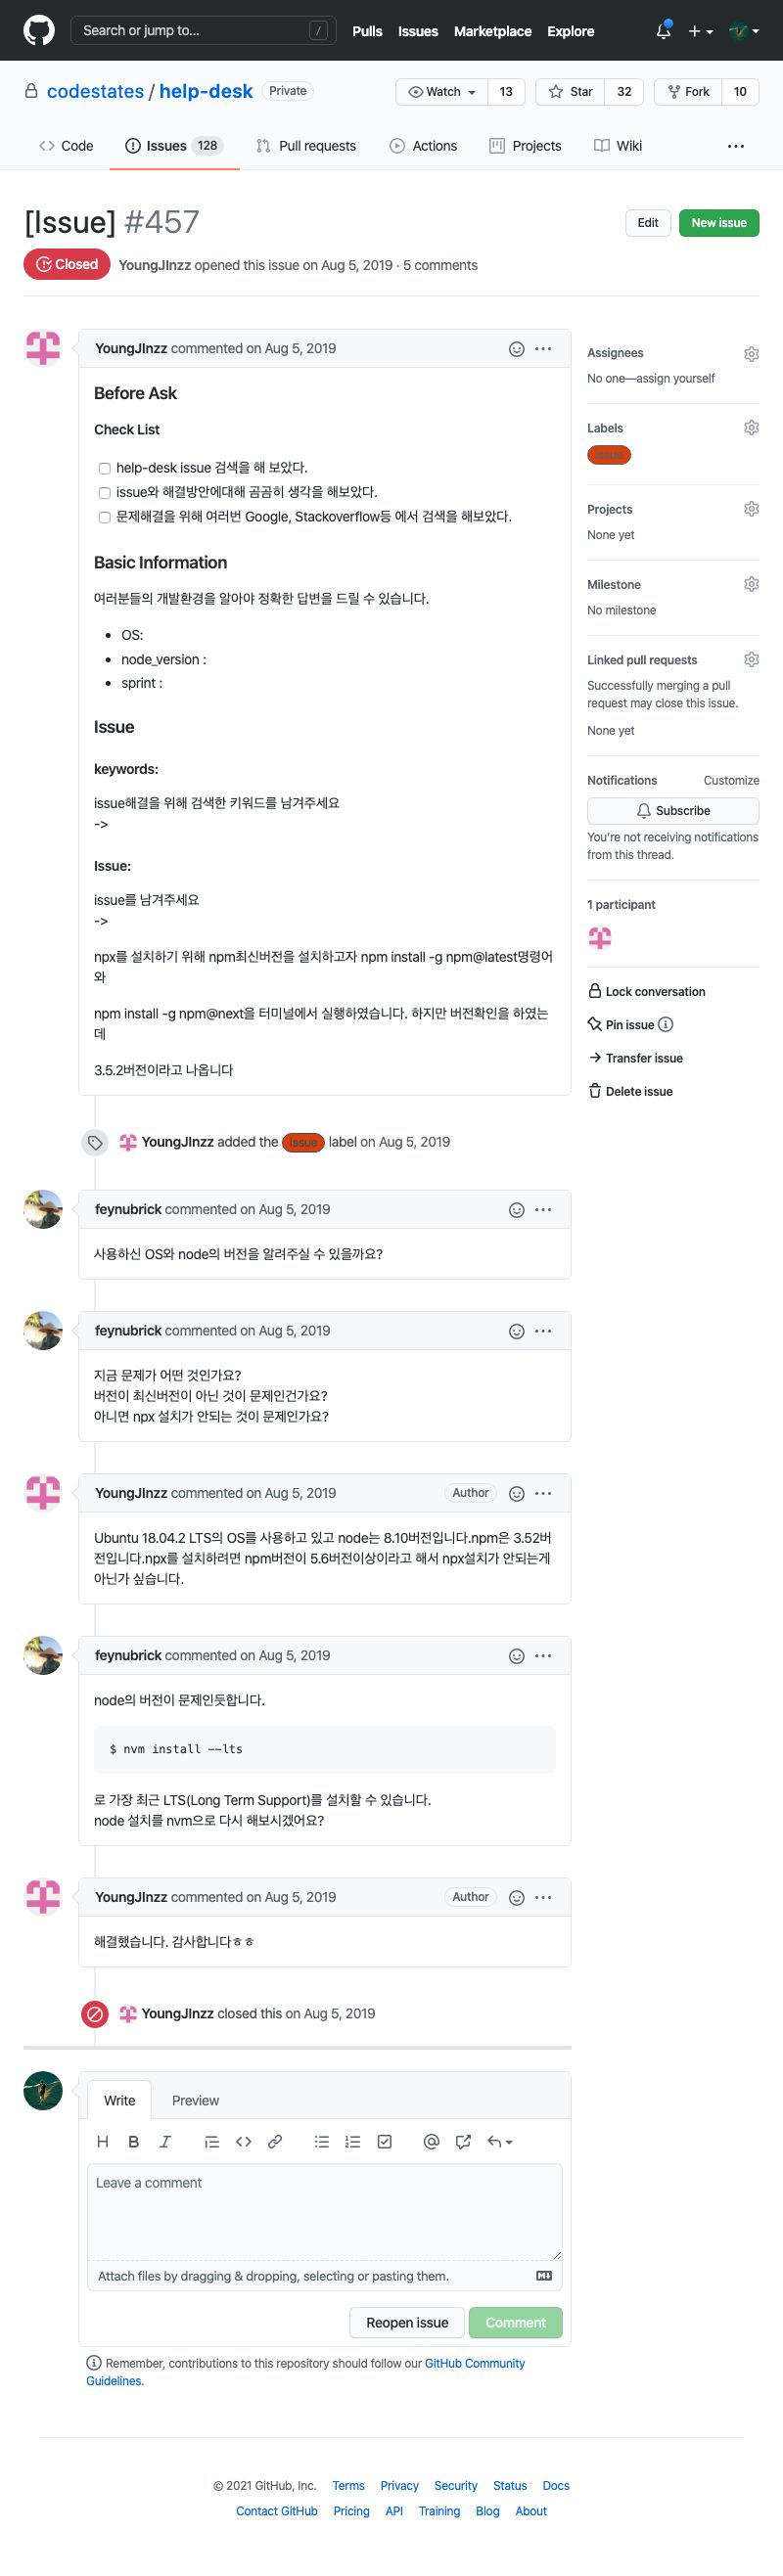 Search or jump to... /
Pulls Issues Marketplace Explore
codestates / help-desk Private
Watch 13 Star 32 Fork 10
Code Issues 128 Pull requests Actions Projects Wiki
[Issue] #457
Edit New issue
Closed YoungJInzz opened this issue on Aug 5, 2019 · 5 comments
YoungJInzz commented on Aug 5, 2019
Before Ask
Check List
help-desk issue 검색을 해 보았다.
issue와 해결방안에대해 곰곰히 생각을 해보았다.
문제해결을 위해 여러번 Google, Stackoverflow등 에서 검색을 해보았다.
Basic Information
여러분들의 개발환경을 알아야 정확한 답변을 드릴 수 있습니다.
• OS:
• node_version :
• sprint :
Issue
keywords:
issue해결을 위해 검색한 키워드를 남겨주세요
->
Issue:
issue를 남겨주세요
->
npx를 설치하기 위해 npm최신버전을 설치하고자 npm install -g npm@latest명령어
와
npm install -g npm@next을 터미널에서 실행하였습니다. 하지만 버전확인을 하였는
데
3.5.2버전이라고 나옵니다
Assignees
No one—assign yourself
Labels
issue
Projects
None yet
Milestone
No milestone
Linked pull requests
Successfully merging a pull
request may close this issue.
None yet
Notifications Customize
Subscribe
You're not receiving notifications
from this thread.
1 participant
Lock conversation
Pin issue
Transfer issue
Delete issue
YoungJInzz added the issue label on Aug 5, 2019
feynubrick commented on Aug 5, 2019
사용하신 OS와 node의 버전을 알려주실 수 있을까요?
feynubrick commented on Aug 5, 2019
지금 문제가 어떤 것인가요?
버전이 최신버전이 아닌 것이 문제인건가요?
아니면 npx 설치가 안되는 것이 문제인가요?
YoungJInzz commented on Aug 5, 2019 Author
Ubuntu 18.04.2 LTS의 OS를 사용하고 있고 node는 8.10버전입니다.npm은 3.52버
전입니다.npx를 설치하려면 npm버전이 5.6버전이상이라고 해서 npx설치가 안되는게
아닌가 싶습니다.
feynubrick commented on Aug 5, 2019
node의 버전이 문제인듯합니다.
$ nvm install --lts
로 가장 최근 LTS(Long Term Support)를 설치할 수 있습니다.
node 설치를 nvm으로 다시 해보시겠어요?
YoungJInzz commented on Aug 5, 2019 Author
해결했습니다. 감사합니다ㅎㅎ
YoungJInzz closed this on Aug 5, 2019
Write Preview
Leave a comment
Attach files by dragging & dropping, selecting or pasting them.
Reopen issue Comment
Remember, contributions to this repository should follow our GitHub Community
Guidelines.
© 2021 GitHub, Inc. Terms Privacy Security Status Docs
Contact GitHub Pricing API Training Blog About